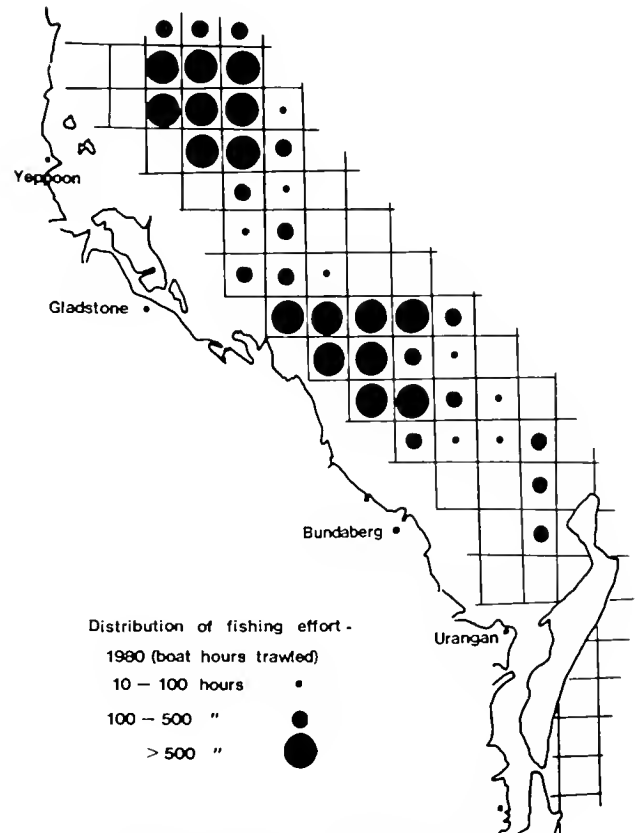 Yeppoon
Gladstone
Bundaberg
Urangan
Distribution of fishing effort -
1980 (boat hours trawled)
10 – 100 hours
100 – 500 "
> 500 "